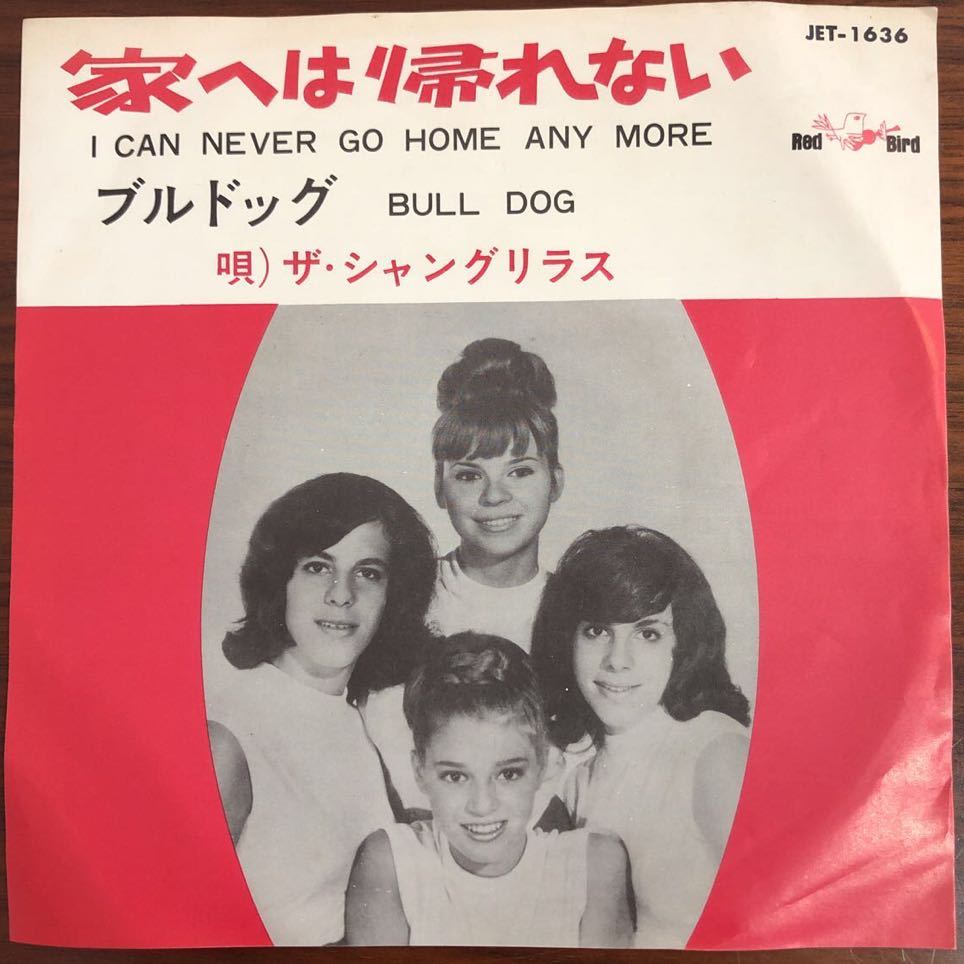 JET-1636
家へは帰れない
I CAN NEVER GO HOME ANY MORE
Red Bird
ブルドッグ BULL DOG
唄)ザ・シャングリラス